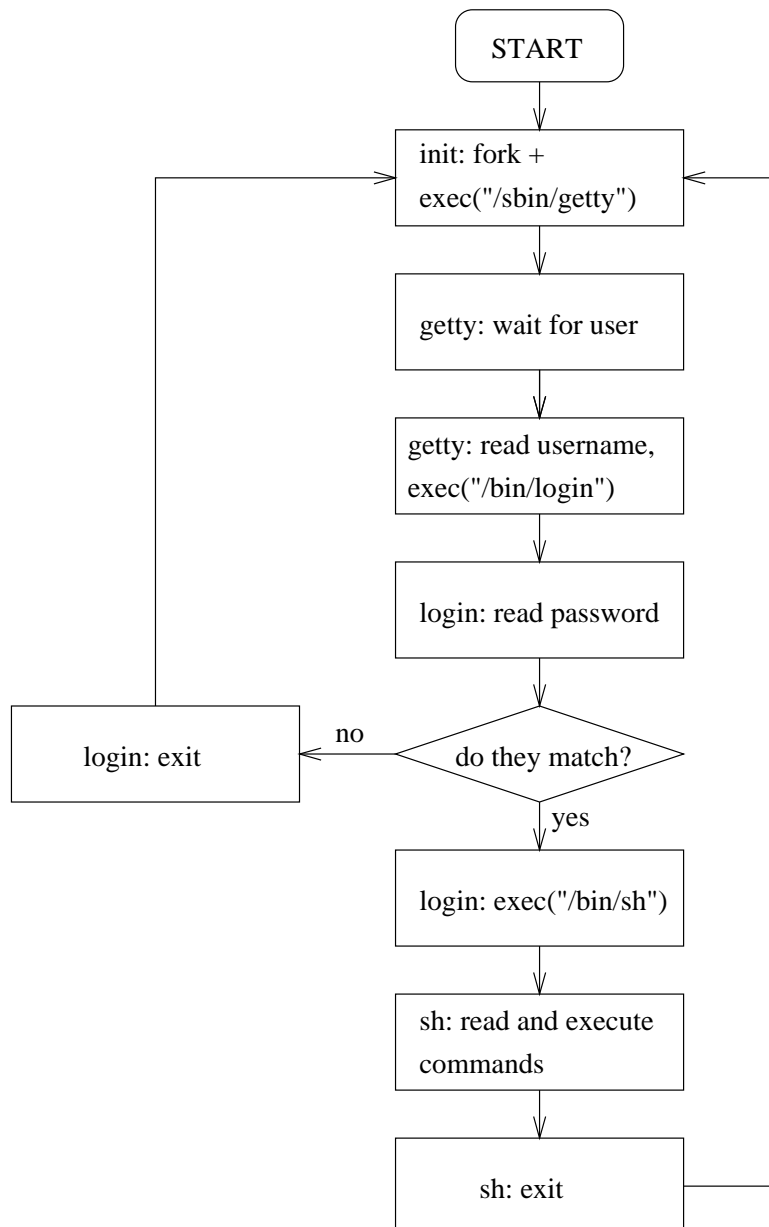 START
init: fork +
exec("/sbin/getty")
getty: wait for user
getty: read username,
exec("/bin/login")
login: read password
do they match?
no
login: exit
yes
login: exec("/bin/sh")
sh: read and execute
commands
sh: exit